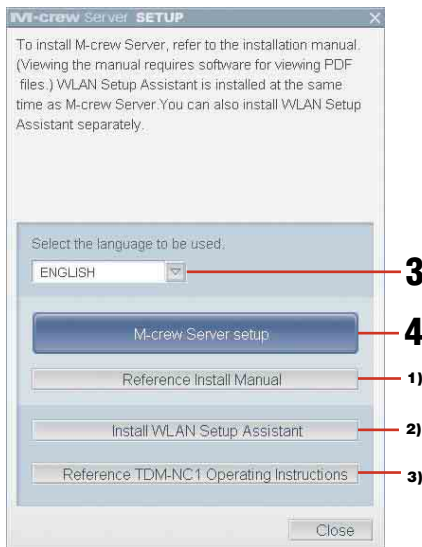 M-crew Server SETUP X
To install M-crew Server, refer to the installation manual.
(Viewing the manual requires software for viewing PDF
files.) WLAN Setup Assistant is installed at the same
time as M-crew Server.You can also install WLAN Setup
Assistant separately.
Select the language to be used.
ENGLISH
3
M-crew Server setup
4
Reference Install Manual
1)
Install WLAN Setup Assistant
2)
Reference TDM-NC1 Operating Instructions
3)
Close